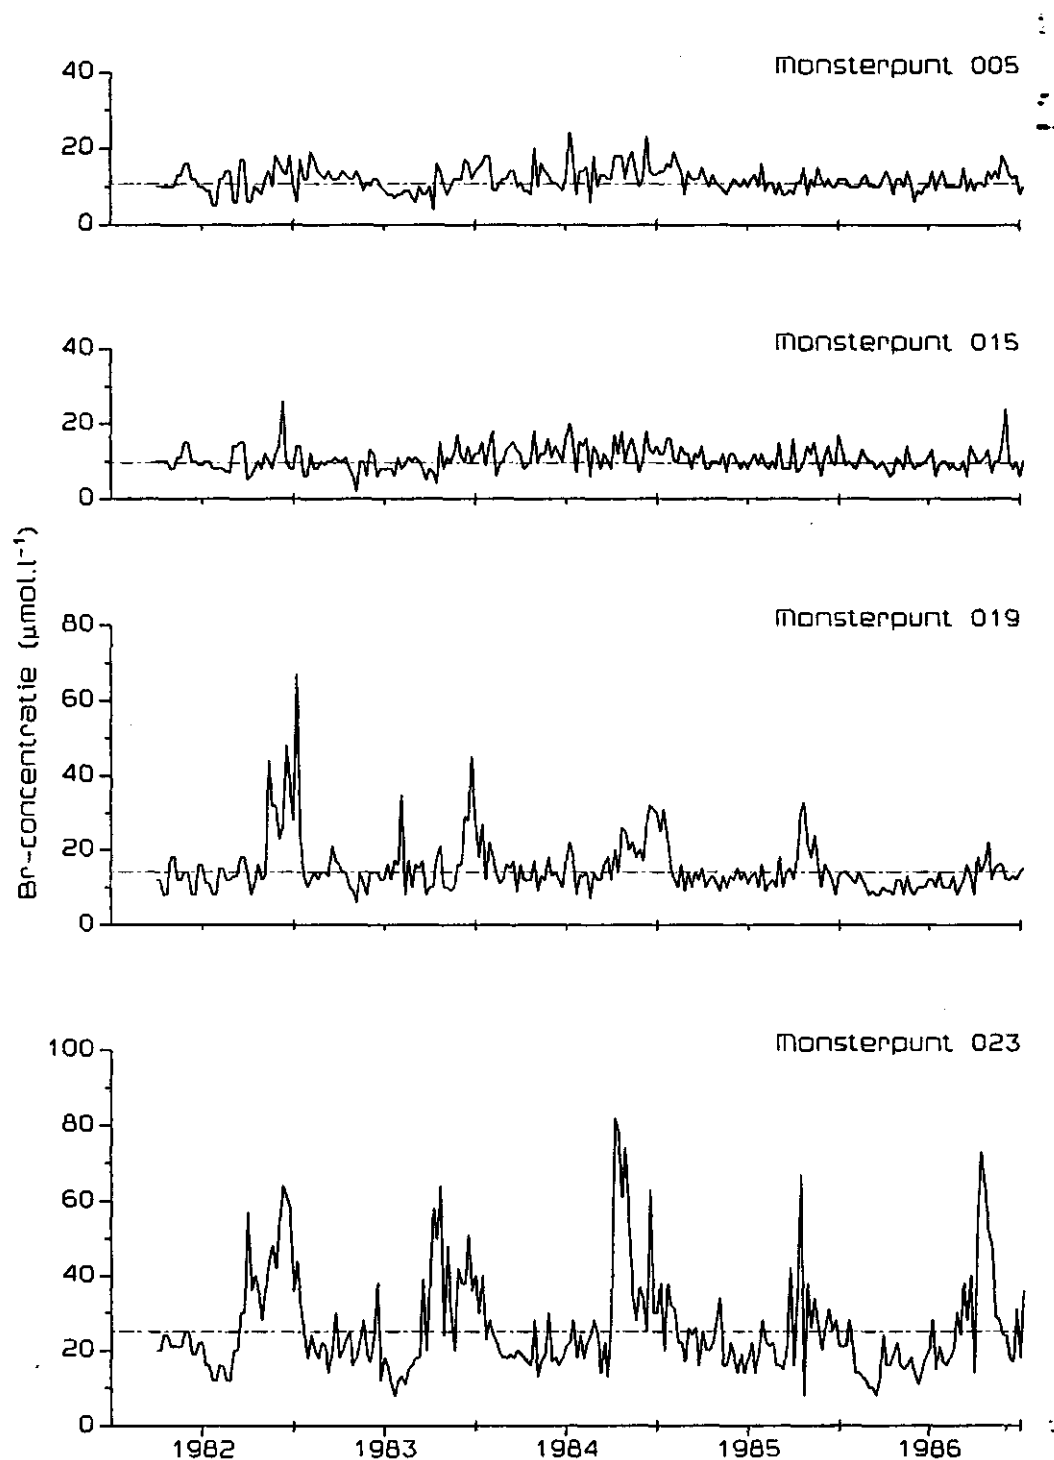 Monsterpunt 005
40
20
0
Monsterpunt 015
40
20
0
Br-concentratie (μmol.l⁻¹)
Monsterpunt 019
80
60
40
20
0
Monsterpunt 023
100
80
60
40
20
0
1982 1983 1984 1985 1986